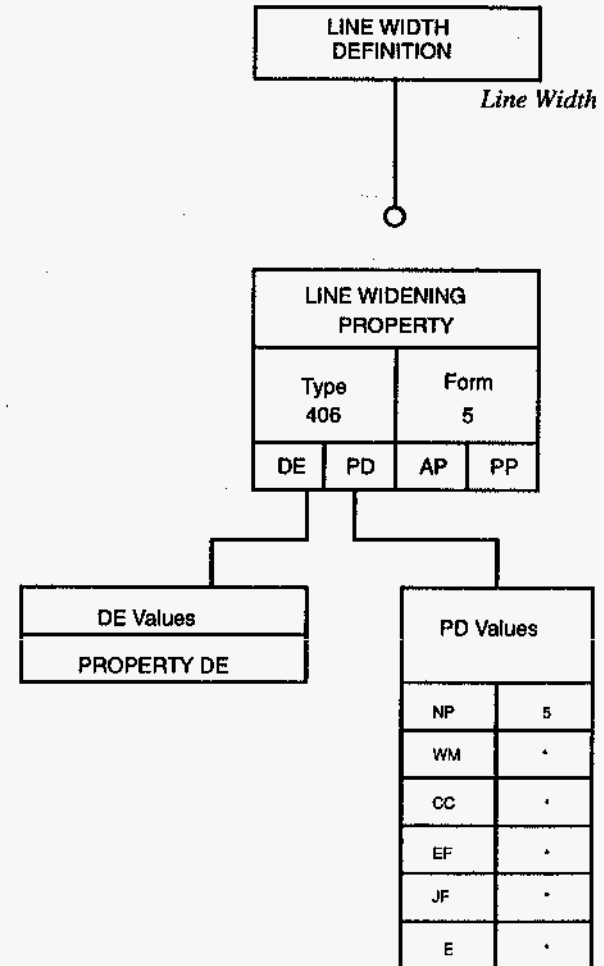 LINE WIDTH
DEFINITION
Line Width
LINE WIDENING
PROPERTY
Type
406
Form
5
DE PD AP PP
DE Values
PROPERTY DE
PD Values
NP 5
WM *
CC *
EF *
JF *
E *